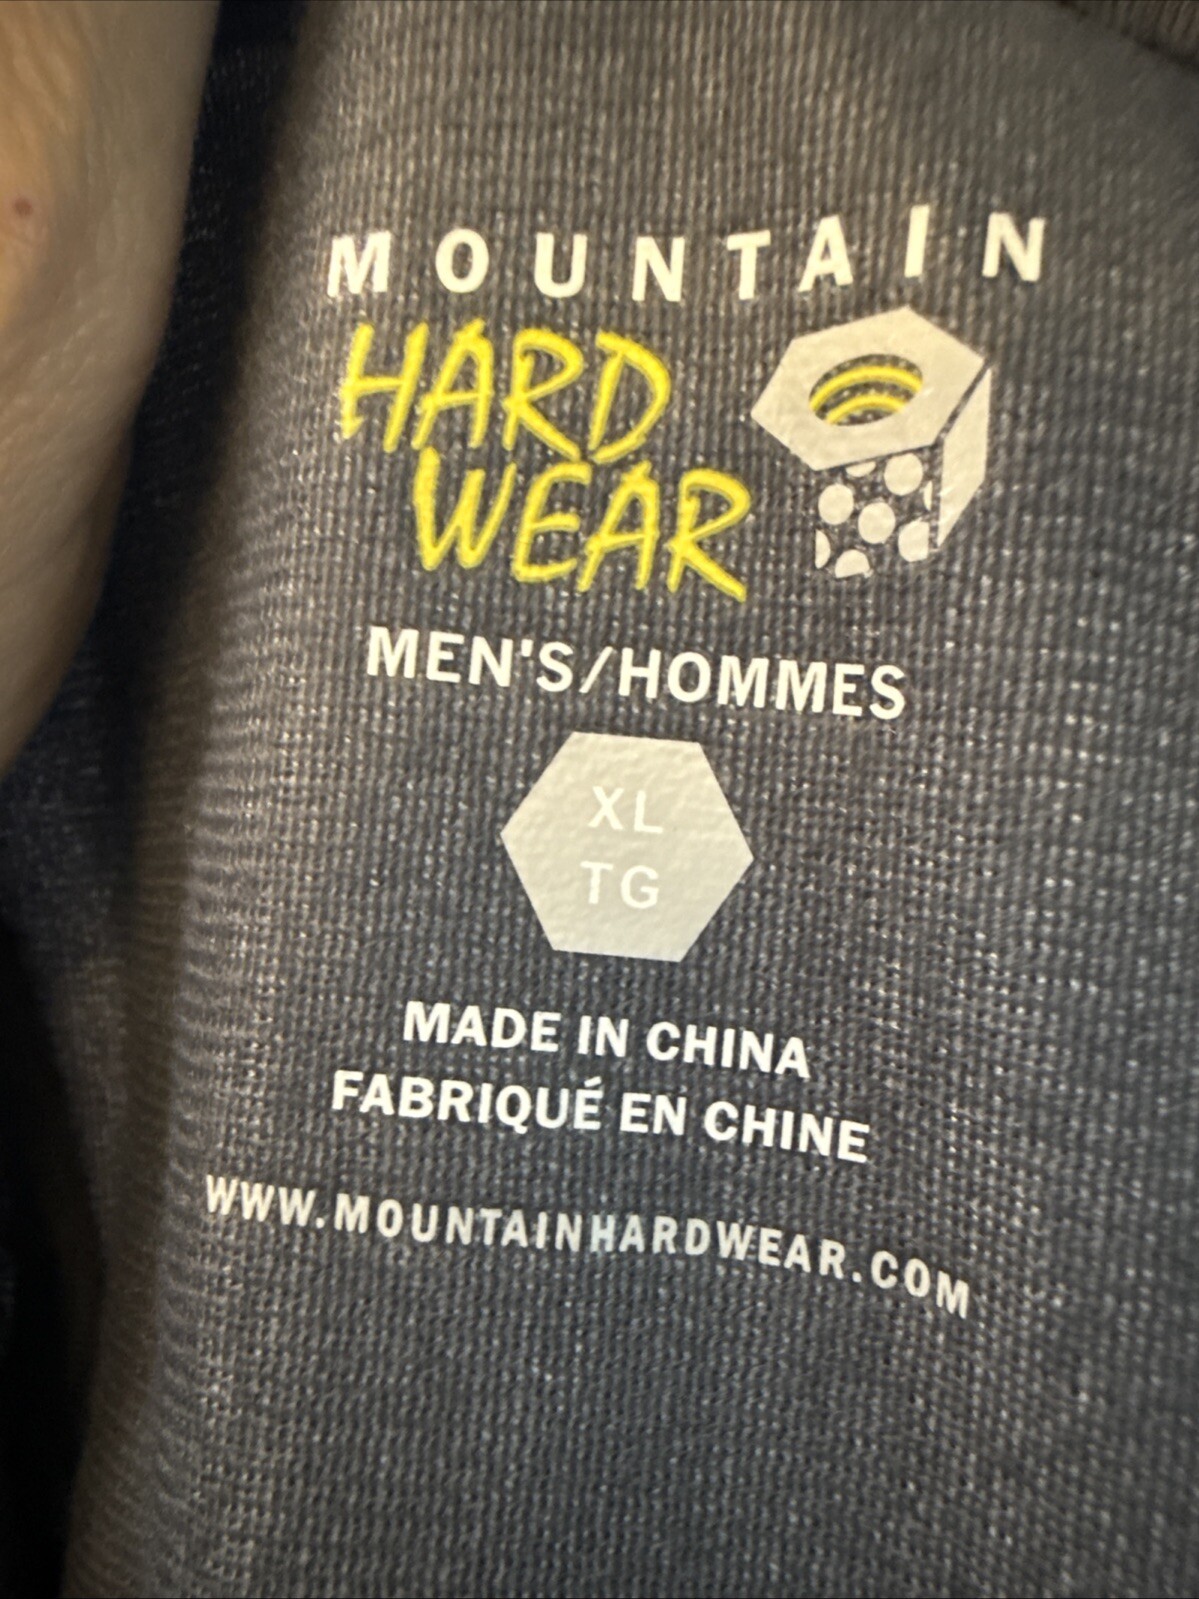 MOUNTAIN
HARD
WEAR
MEN'S/HOMMES
XL
TG
MADE IN CHINA
FABRIQUÉ EN CHINE
WWW.MOUNTAINHARDWEAR.COM